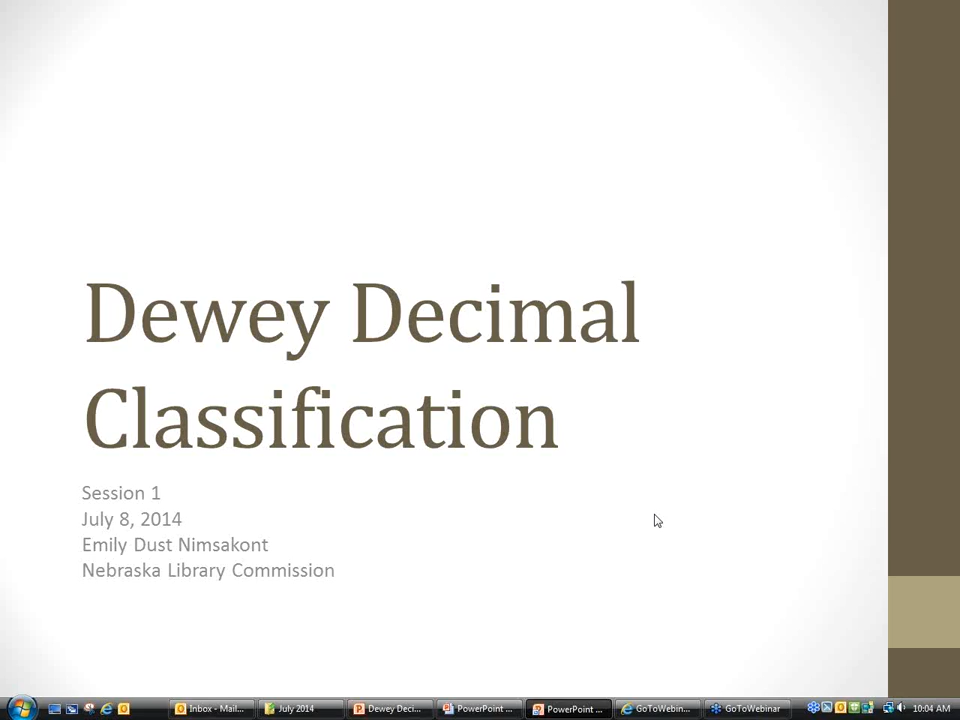 Dewey Decimal
Classification
Session 1
July 8, 2014
Emily Dust Nimsakont
Nebraska Library Commission
Inbox - Mail...
July 2014
Dewey Deci...
PowerPoint ...
PowerPoint ...
GoToWebin...
GoToWebinar
10:04 AM